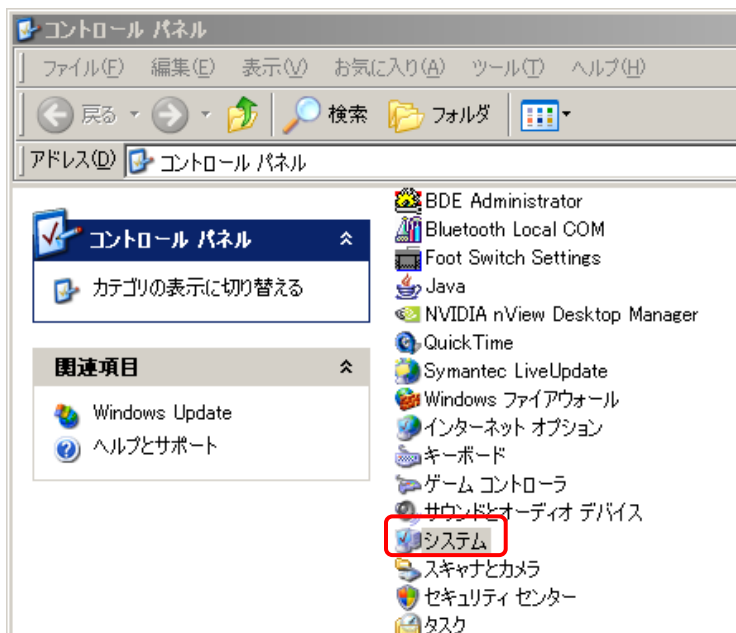 コントロール パネル
ファイル(F) 編集(E) 表示(V) お気に入り(A) ツール(T) ヘルプ(H)
戻る 検索 フォルダ
アドレス(D) コントロール パネル
コントロール パネル
カテゴリの表示に切り替える
関連項目
Windows Update
ヘルプとサポート
BDE Administrator
Bluetooth Local COM
Foot Switch Settings
Java
NVIDIA nView Desktop Manager
QuickTime
Symantec LiveUpdate
Windows ファイアウォール
インターネット オプション
キーボード
ゲーム コントローラ
サウンドとオーディオ デバイス
システム
スキャナとカメラ
セキュリティ センター
タスク